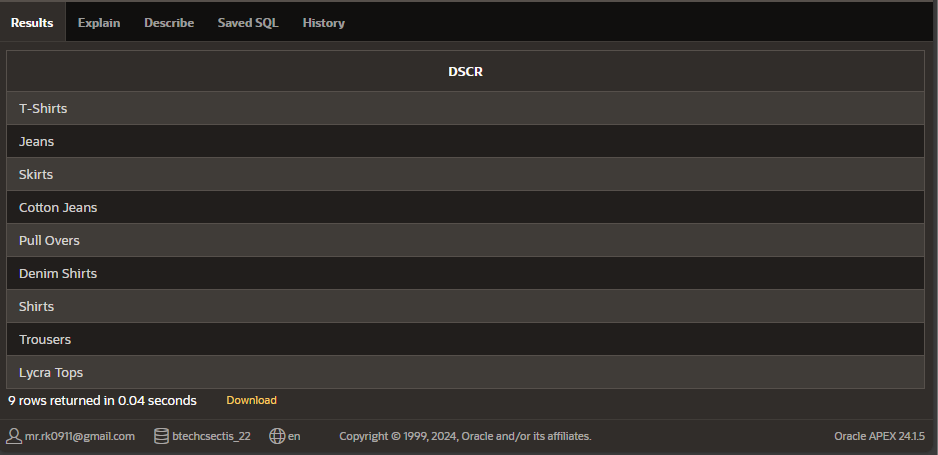 Results Explain Describe Saved SQL History
DSCR
T-Shirts
Jeans
Skirts
Cotton Jeans
Pull Overs
Denim Shirts
Shirts
Trousers
Lycra Tops
9 rows returned in 0.04 seconds Download
mr.rk0911@gmail.com btechcsectis_22 en Copyright © 1999, 2024, Oracle and/or its affiliates. Oracle APEX 24.1.5